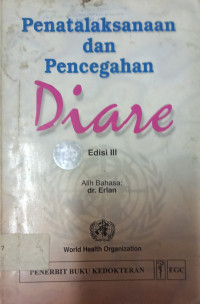 Penatalaksanaan
dan
Pencegahan
Diare
Edisi III
Alih Bahasa:
dr. Erlan
World Health Organization
PENERBIT BUKU KEDOKTERAN
EGC